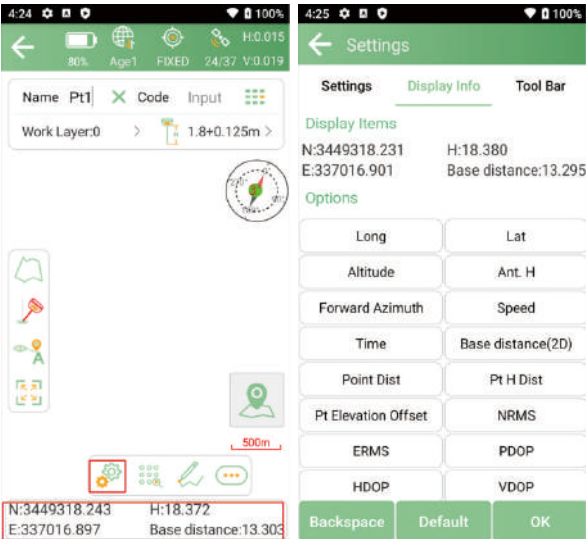 4:24
100%
H:0.015
80%
Age1
FIXED
24/37
V:0.019
Name Pt1
Code Input
Work Layer:0
1.8+0.125m
500m
N:3449318.243
H:18.372
E:337016.897
Base distance:13.303
4:25
100%
Settings
Settings
Display Info
Tool Bar
Display Items
N:3449318.231
H:18.380
E:337016.901
Base distance:13.295
Options
Long
Lat
Altitude
Ant. H
Forward Azimuth
Speed
Time
Base distance(2D)
Point Dist
Pt H Dist
Pt Elevation Offset
NRMS
ERMS
PDOP
HDOP
VDOP
Backspace
Default
OK